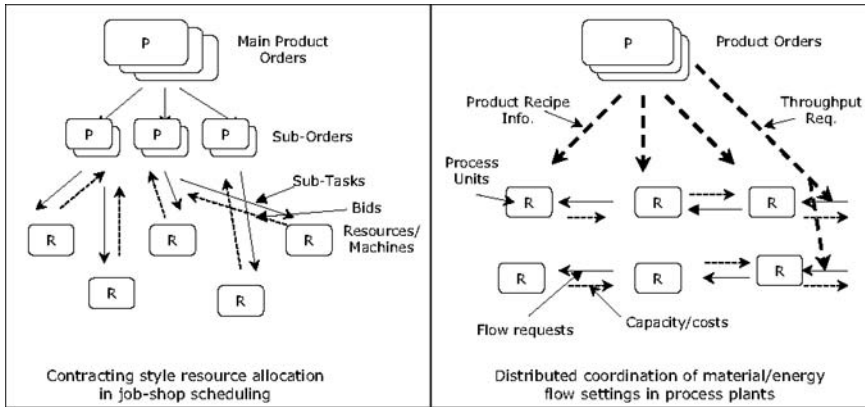 P
Main Product
Orders
P
P
P
Sub-Orders
Sub-Tasks
Bids
R
R
R
Resources/
Machines
R
R
Contracting style resource allocation
in job-shop scheduling
P
Product Orders
Product Recipe
Info.
Throughput
Req.
Process
Units
R
R
R
R
R
R
Flow requests
Capacity/costs
Distributed coordination of material/energy
flow settings in process plants